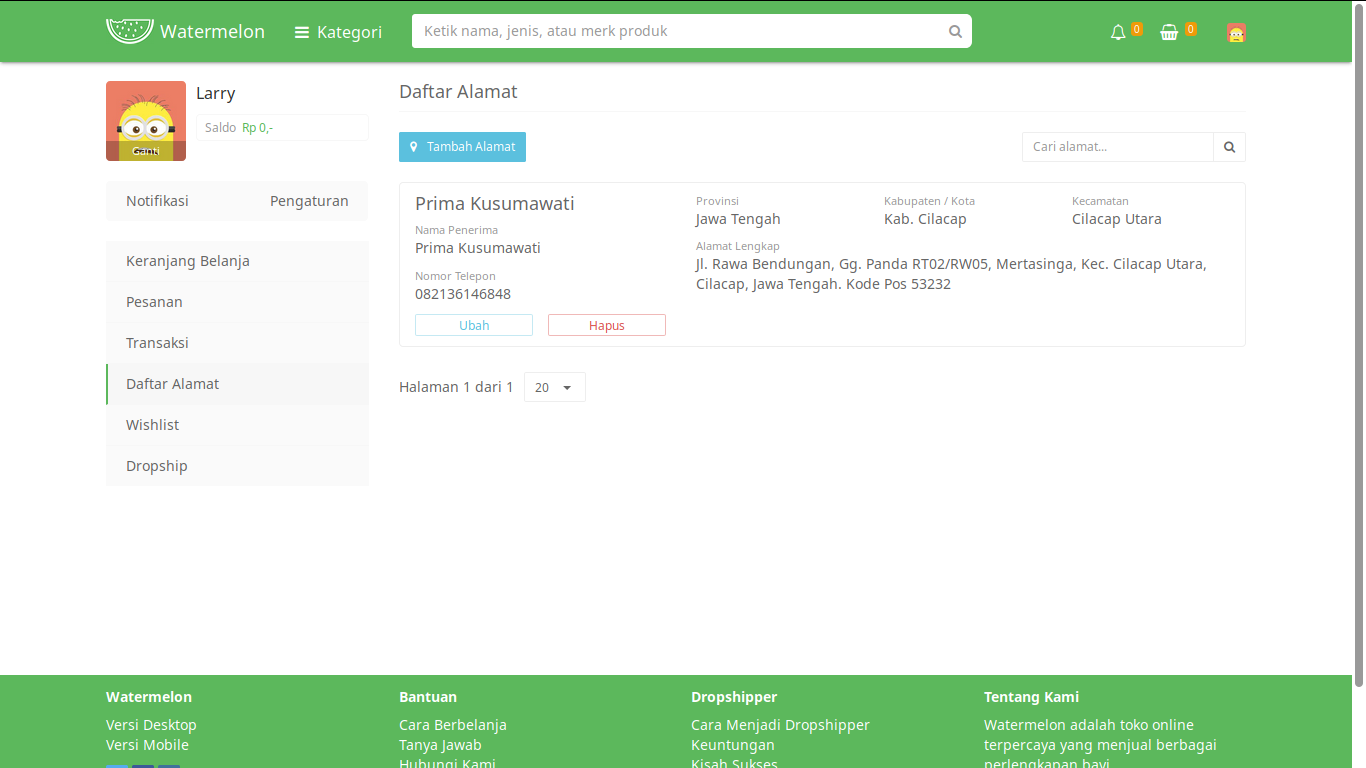 Watermelon
Kategori
Ketik nama, jenis, atau merk produk
0
0
Larry
Saldo Rp 0,-
Ganti
Notifikasi
Pengaturan
Keranjang Belanja
Pesanan
Transaksi
Daftar Alamat
Wishlist
Dropship
Daftar Alamat
Tambah Alamat
Cari alamat...
Prima Kusumawati
Nama Penerima
Prima Kusumawati
Nomor Telepon
082136146848
Ubah
Hapus
Provinsi
Jawa Tengah
Kabupaten / Kota
Kab. Cilacap
Kecamatan
Cilacap Utara
Alamat Lengkap
Jl. Rawa Bendungan, Gg. Panda RT02/RW05, Mertasinga, Kec. Cilacap Utara,
Cilacap, Jawa Tengah. Kode Pos 53232
Halaman 1 dari 1
20
Watermelon
Versi Desktop
Versi Mobile
Bantuan
Cara Berbelanja
Tanya Jawab
Hubungi Kami
Dropshipper
Cara Menjadi Dropshipper
Keuntungan
Kisah Sukses
Tentang Kami
Watermelon adalah toko online
terpercaya yang menjual berbagai
perlengkapan bayi